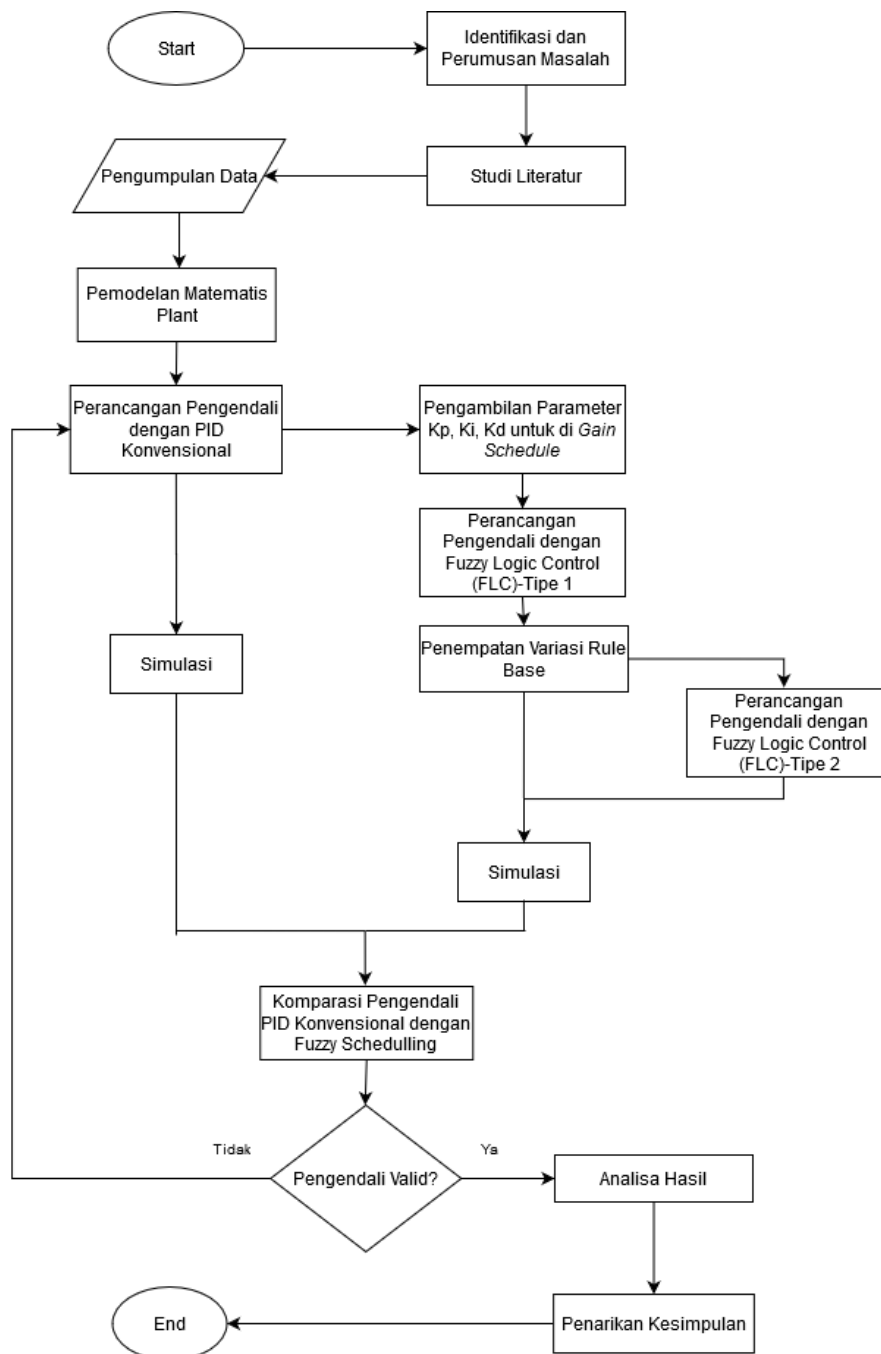 Start
Identifikasi dan
Perumusan Masalah
Pengumpulan Data
Studi Literatur
Pemodelan Matematis
Plant
Perancangan Pengendali
dengan PID
Konvensional
Pengambilan Parameter
Kp, Ki, Kd untuk di Gain
Schedule
Perancangan
Pengendali dengan
Fuzzy Logic Control
(FLC)-Tipe 1
Simulasi
Penempatan Variasi Rule
Base
Perancangan
Pengendali dengan
Fuzzy Logic Control
(FLC)-Tipe 2
Simulasi
Komparasi Pengendali
PID Konvensional dengan
Fuzzy Schedulling
Tidak
Pengendali Valid?
Ya
Analisa Hasil
Penarikan Kesimpulan
End